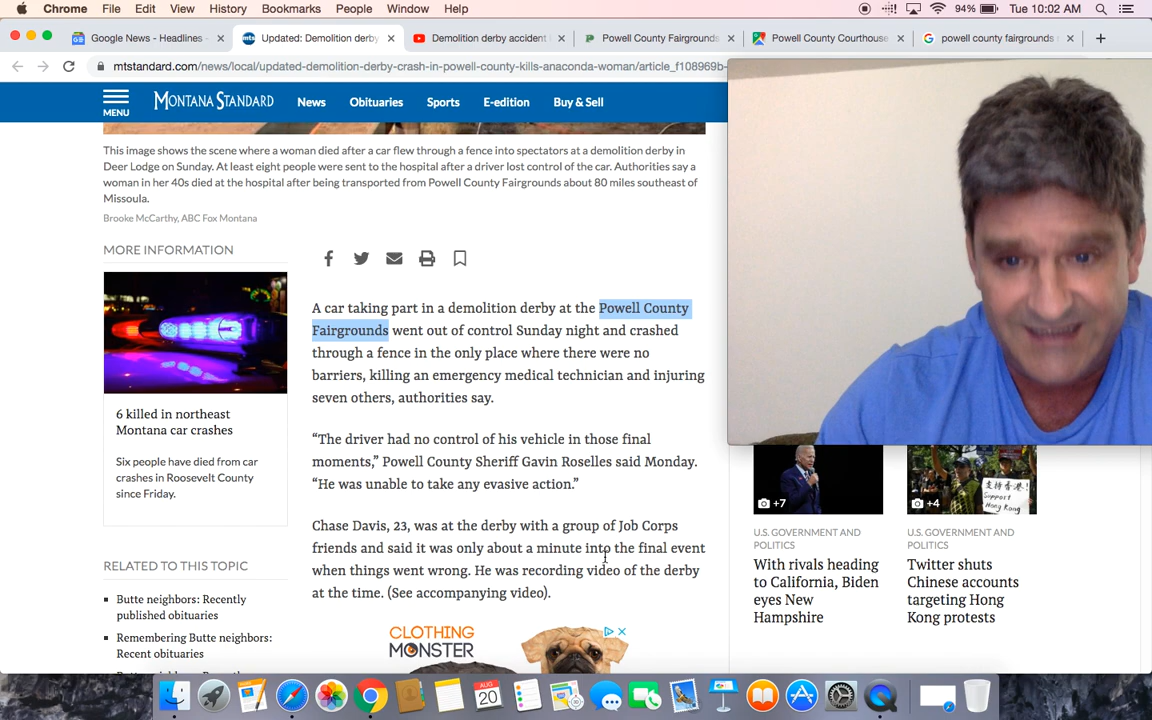 Chrome File Edit View History Bookmarks People Window Help 94% Tue 10:02 AM
Google News - Headlines - Updated: Demolition derby Demolition derby accident Powell County Fairgrounds Powell County Courthouse powell county fairgrounds
mtstandard.com/news/local/updated-demolition-derby-crash-in-powell-county-kills-anaconda-woman/article_f108969b-
MENU
MONTANA STANDARD News Obituaries Sports E-edition Buy & Sell
This image shows the scene where a woman died after a car flew through a fence into spectators at a demolition derby in
Deer Lodge on Sunday. At least eight people were sent to the hospital after a driver lost control of the car. Authorities say a
woman in her 40s died at the hospital after being transported from Powell County Fairgrounds about 80 miles southeast of
Missoula.
Brooke McCarthy, ABC Fox Montana
MORE INFORMATION
6 killed in northeast
Montana car crashes
Six people have died from car
crashes in Roosevelt County
since Friday.
RELATED TO THIS TOPIC
Butte neighbors: Recently
published obituaries
Remembering Butte neighbors:
Recent obituaries
A car taking part in a demolition derby at the Powell County
Fairgrounds went out of control Sunday night and crashed
through a fence in the only place where there were no
barriers, killing an emergency medical technician and injuring
seven others, authorities say.
“The driver had no control of his vehicle in those final
moments,” Powell County Sheriff Gavin Roselles said Monday.
“He was unable to take any evasive action.”
Chase Davis, 23, was at the derby with a group of Job Corps
friends and said it was only about a minute into the final event
when things went wrong. He was recording video of the derby
at the time. (See accompanying video).
CLOTHING
MONSTER
+7
U.S. GOVERNMENT AND
POLITICS
With rivals heading
to California, Biden
eyes New
Hampshire
支持香港!
Support
Hong Kong
+4
U.S. GOVERNMENT AND
POLITICS
Twitter shuts
Chinese accounts
targeting Hong
Kong protests
AUG
20